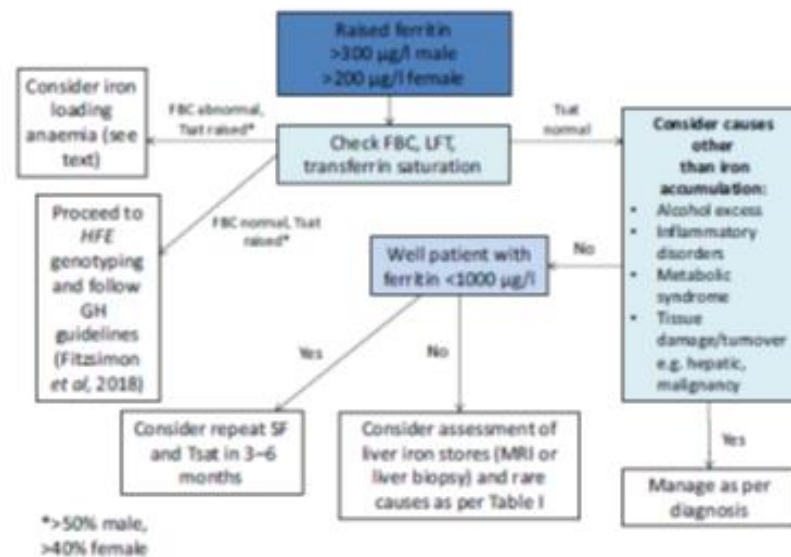 Raised ferritin
>300 µg/l male
>200 µg/l female
Consider iron
loading
anaemia (see
text)
FBC abnormal,
Tsat raised*
Check FBC, LFT,
transferrin saturation
Tsat
normal
Consider causes
other
than iron
accumulation:
• Alcohol excess
• Inflammatory
disorders
• Metabolic
syndrome
• Tissue
damage/turnover
e.g. hepatic,
malignancy
Proceed to
HFE
genotyping
and follow
GH
guidelines
(Fitzsimon
et al, 2018)
FBC normal, Tsat
raised*
Well patient with
ferritin <1000 µg/l
No
Yes
No
Yes
Consider repeat SF
and Tsat in 3–6
months
Consider assessment of
liver iron stores (MRI or
liver biopsy) and rare
causes as per Table I
Manage as per
diagnosis
*>50% male,
>40% female